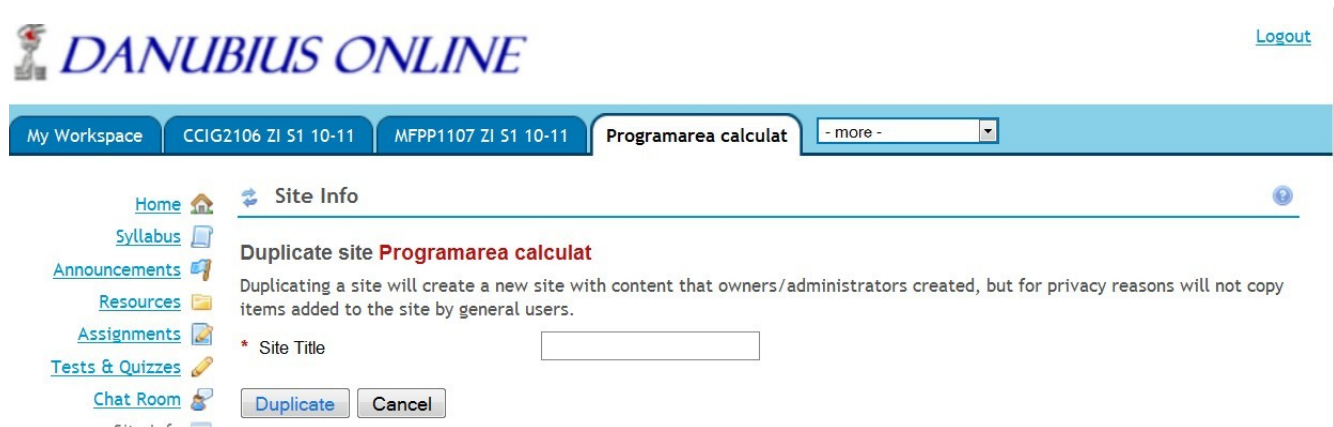 DANUBIUS ONLINE
Logout
My Workspace CCIG2106 ZI S1 10-11 MFPP1107 ZI S1 10-11 Programarea calculat - more -
Home
Syllabus
Announcements
Resources
Assignments
Tests & Quizzes
Chat Room
Site Info
Duplicate site Programarea calculat
Duplicating a site will create a new site with content that owners/administrators created, but for privacy reasons will not copy
items added to the site by general users.
* Site Title
Duplicate Cancel